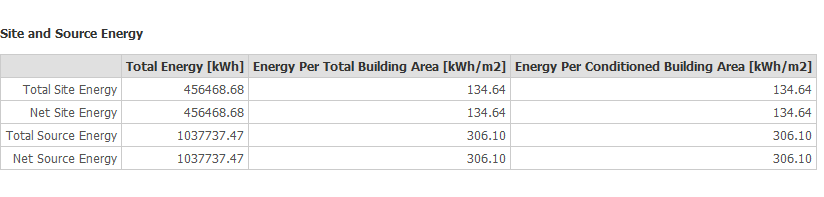 Site and Source Energy
Total Energy [kWh] Energy Per Total Building Area [kWh/m2] Energy Per Conditioned Building Area [kWh/m2]
Total Site Energy 456468.68 134.64 134.64
Net Site Energy 456468.68 134.64 134.64
Total Source Energy 1037737.47 306.10 306.10
Net Source Energy 1037737.47 306.10 306.10